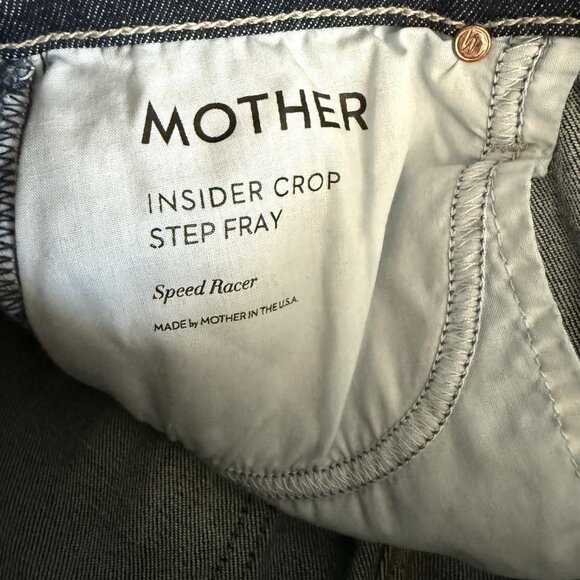 MOTHER
INSIDER CROP
STEP FRAY
Speed Racer
MADE by MOTHER IN THE U.S.A.